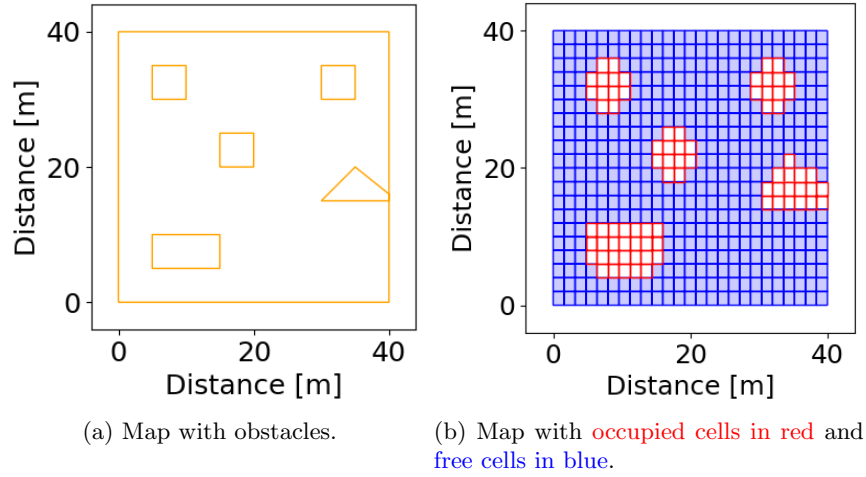 40
20
0
Distance [m]
0
20
40
Distance [m]
(a) Map with obstacles.
40
20
0
Distance [m]
0
20
40
Distance [m]
(b) Map with occupied cells in red and
free cells in blue.